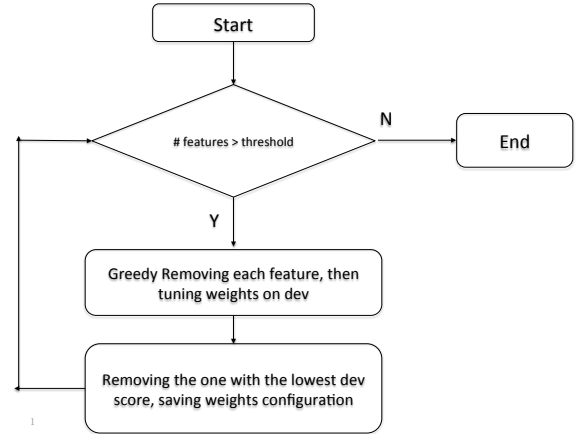 Start
# features > threshold
N
End
Y
Greedy Removing each feature, then
tuning weights on dev
Removing the one with the lowest dev
score, saving weights configuration
1